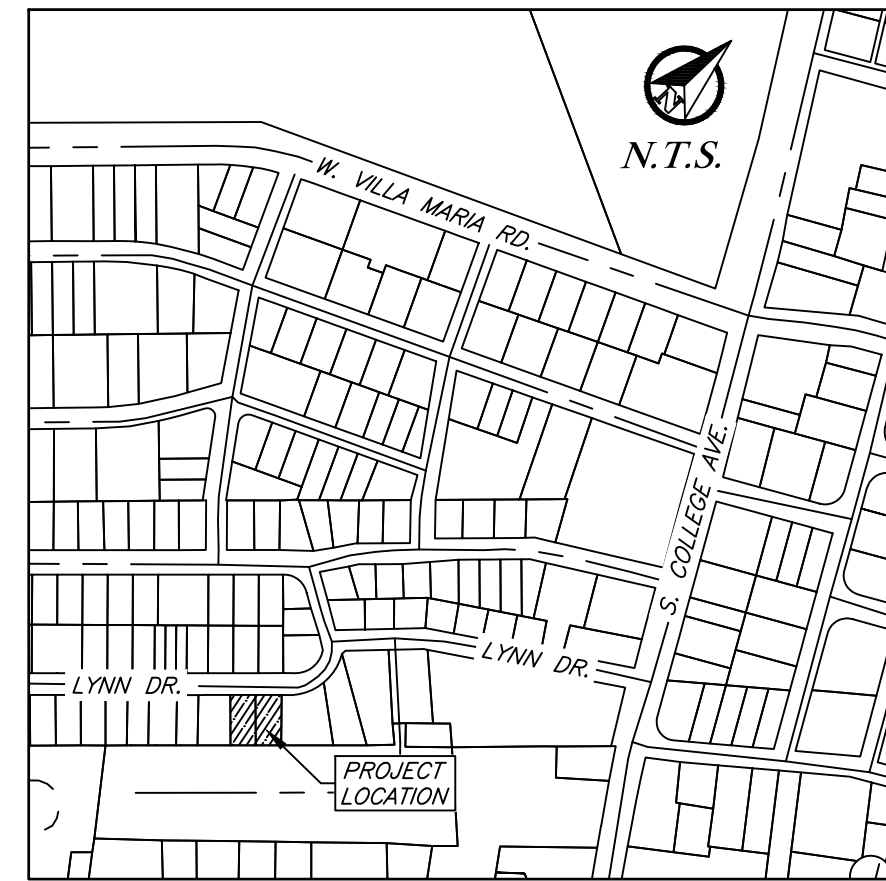 N
N.T.S.
W. VILLA MARIA RD.
S. COLLEGE AVE.
LYNN DR.
LYNN DR.
PROJECT
LOCATION